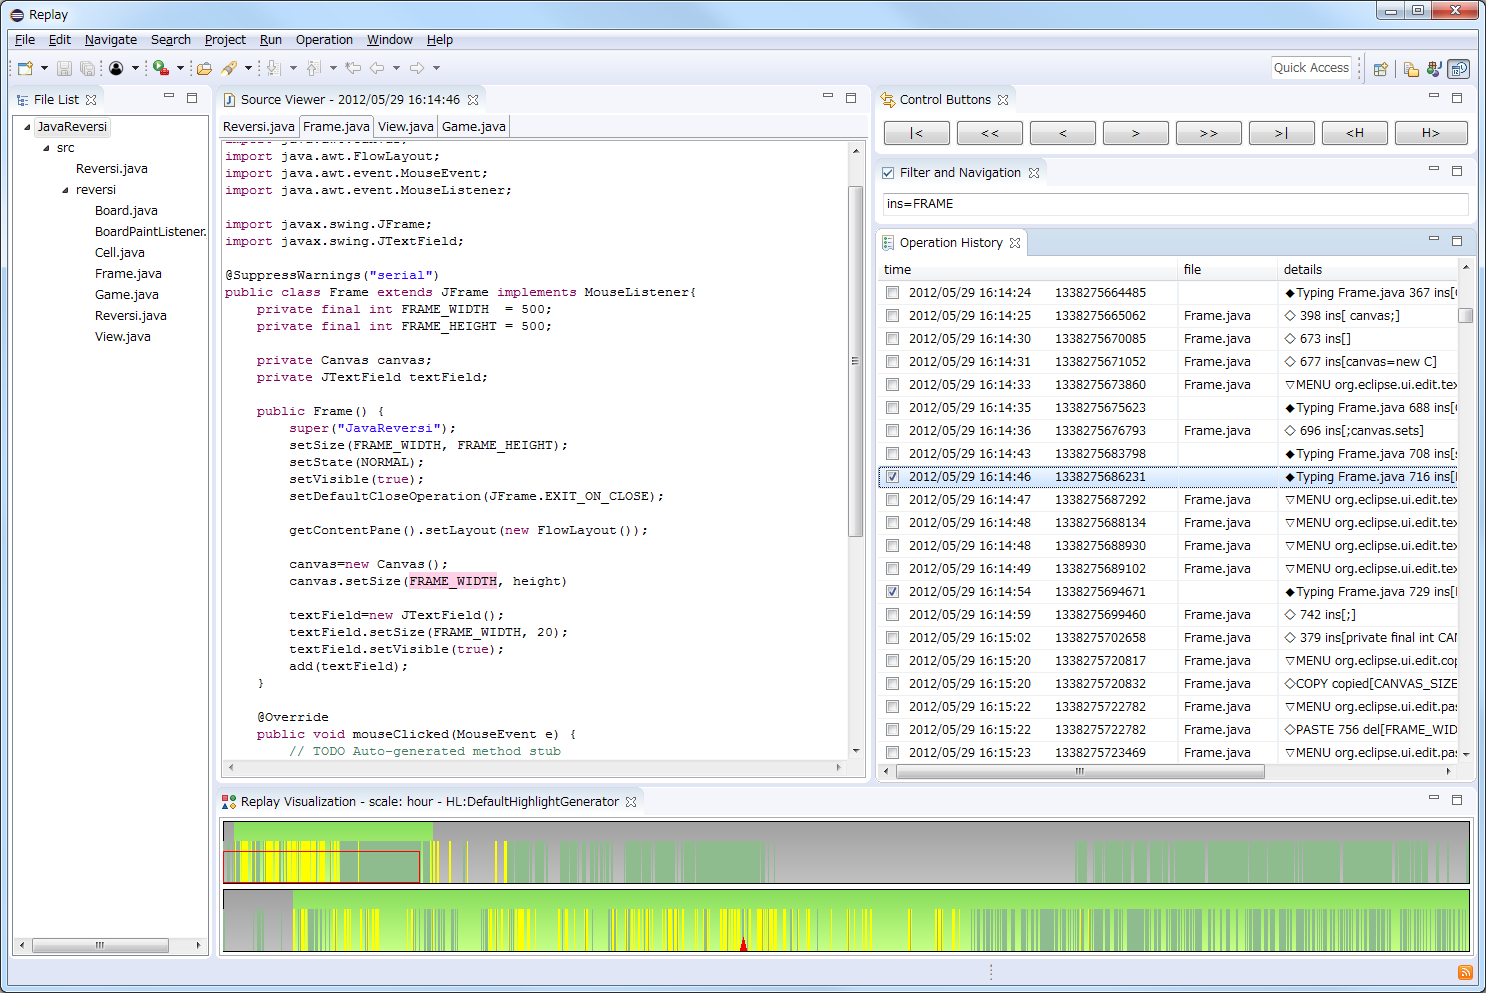 Replay
File Edit Navigate Search Project Run Operation Window Help
Quick Access
File List
JavaReversi
src
Reversi.java
reversi
Board.java
BoardPaintListener.
Cell.java
Frame.java
Game.java
Reversi.java
View.java
Source Viewer - 2012/05/29 16:14:46
Reversi.java Frame.java View.java Game.java
import java.awt.FlowLayout;
import java.awt.event.MouseEvent;
import java.awt.event.MouseListener;
import javax.swing.JFrame;
import javax.swing.JTextField;
@SuppressWarnings("serial")
public class Frame extends JFrame implements MouseListener{
private final int FRAME_WIDTH  = 500;
private final int FRAME_HEIGHT = 500;
private Canvas canvas;
private JTextField textField;
public Frame() {
super("JavaReversi");
setSize(FRAME_WIDTH, FRAME_HEIGHT);
setState(NORMAL);
setVisible(true);
setDefaultCloseOperation(JFrame.EXIT_ON_CLOSE);
getContentPane().setLayout(new FlowLayout());
canvas=new Canvas();
canvas.setSize(FRAME_WIDTH, height)
textField=new JTextField();
textField.setSize(FRAME_WIDTH, 20);
textField.setVisible(true);
add(textField);
}
@Override
public void mouseClicked(MouseEvent e) {
// TODO Auto-generated method stub
Control Buttons
|< << < > >> >| <H H>
Filter and Navigation
ins=FRAME
Operation History
time file details
2012/05/29 16:14:24 1338275664485 ◆Typing Frame.java 367 ins[
2012/05/29 16:14:25 1338275665062 Frame.java ◇ 398 ins[ canvas;]
2012/05/29 16:14:30 1338275670085 Frame.java ◇ 673 ins[]
2012/05/29 16:14:31 1338275671052 Frame.java ◇ 677 ins[canvas=new C]
2012/05/29 16:14:33 1338275673860 Frame.java ▽MENU org.eclipse.ui.edit.tex
2012/05/29 16:14:35 1338275675623 ◆Typing Frame.java 688 ins[
2012/05/29 16:14:36 1338275676793 Frame.java ◇ 696 ins[;canvas.sets]
2012/05/29 16:14:43 1338275683798 ◆Typing Frame.java 708 ins[s
2012/05/29 16:14:46 1338275686231 ◆Typing Frame.java 716 ins[
2012/05/29 16:14:47 1338275687292 Frame.java ▽MENU org.eclipse.ui.edit.tex
2012/05/29 16:14:48 1338275688134 Frame.java ▽MENU org.eclipse.ui.edit.tex
2012/05/29 16:14:48 1338275688930 Frame.java ▽MENU org.eclipse.ui.edit.tex
2012/05/29 16:14:49 1338275689102 Frame.java ▽MENU org.eclipse.ui.edit.tex
2012/05/29 16:14:54 1338275694671 ◆Typing Frame.java 729 ins[
2012/05/29 16:14:59 1338275699460 Frame.java ◇ 742 ins[;]
2012/05/29 16:15:02 1338275702658 Frame.java ◇ 379 ins[private final int CAN
2012/05/29 16:15:20 1338275720817 Frame.java ▽MENU org.eclipse.ui.edit.cop
2012/05/29 16:15:20 1338275720832 Frame.java ◇COPY copied[CANVAS_SIZE
2012/05/29 16:15:22 1338275722782 Frame.java ▽MENU org.eclipse.ui.edit.pas
2012/05/29 16:15:22 1338275722782 Frame.java ◇PASTE 756 del[FRAME_WID
2012/05/29 16:15:23 1338275723469 Frame.java ▽MENU org.eclipse.ui.edit.pas
Replay Visualization - scale: hour - HL:DefaultHighlightGenerator